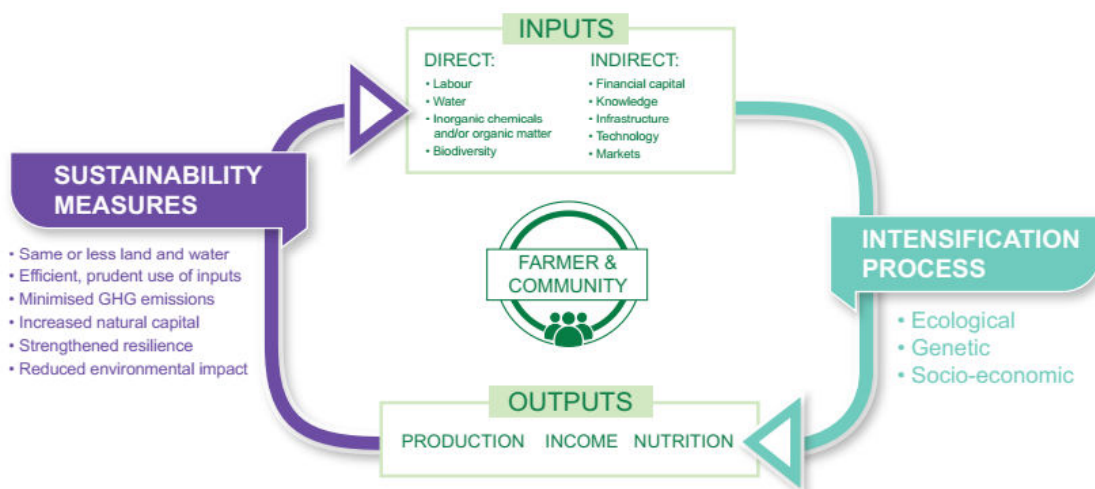 INPUTS
DIRECT:
• Labour
• Water
• Inorganic chemicals
and/or organic matter
• Biodiversity
INDIRECT:
• Financial capital
• Knowledge
• Infrastructure
• Technology
• Markets
SUSTAINABILITY
MEASURES
• Same or less land and water
• Efficient, prudent use of inputs
• Minimised GHG emissions
• Increased natural capital
• Strengthened resilience
• Reduced environmental impact
FARMER &
COMMUNITY
INTENSIFICATION
PROCESS
• Ecological
• Genetic
• Socio-economic
OUTPUTS
PRODUCTION INCOME NUTRITION